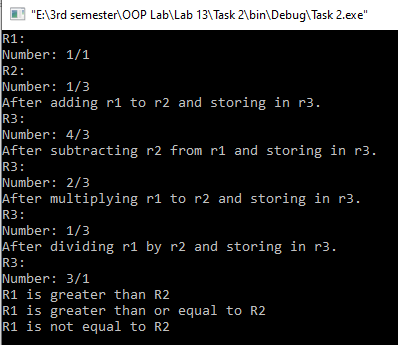 "E:\3rd semester\OOP Lab\Lab 13\Task 2\bin\Debug\Task 2.exe"
R1:
Number: 1/1
R2:
Number: 1/3
After adding r1 to r2 and storing in r3.
R3:
Number: 4/3
After subtracting r2 from r1 and storing in r3.
R3:
Number: 2/3
After multiplying r1 to r2 and storing in r3.
R3:
Number: 1/3
After dividing r1 by r2 and storing in r3.
R3:
Number: 3/1
R1 is greater than R2
R1 is greater than or equal to R2
R1 is not equal to R2